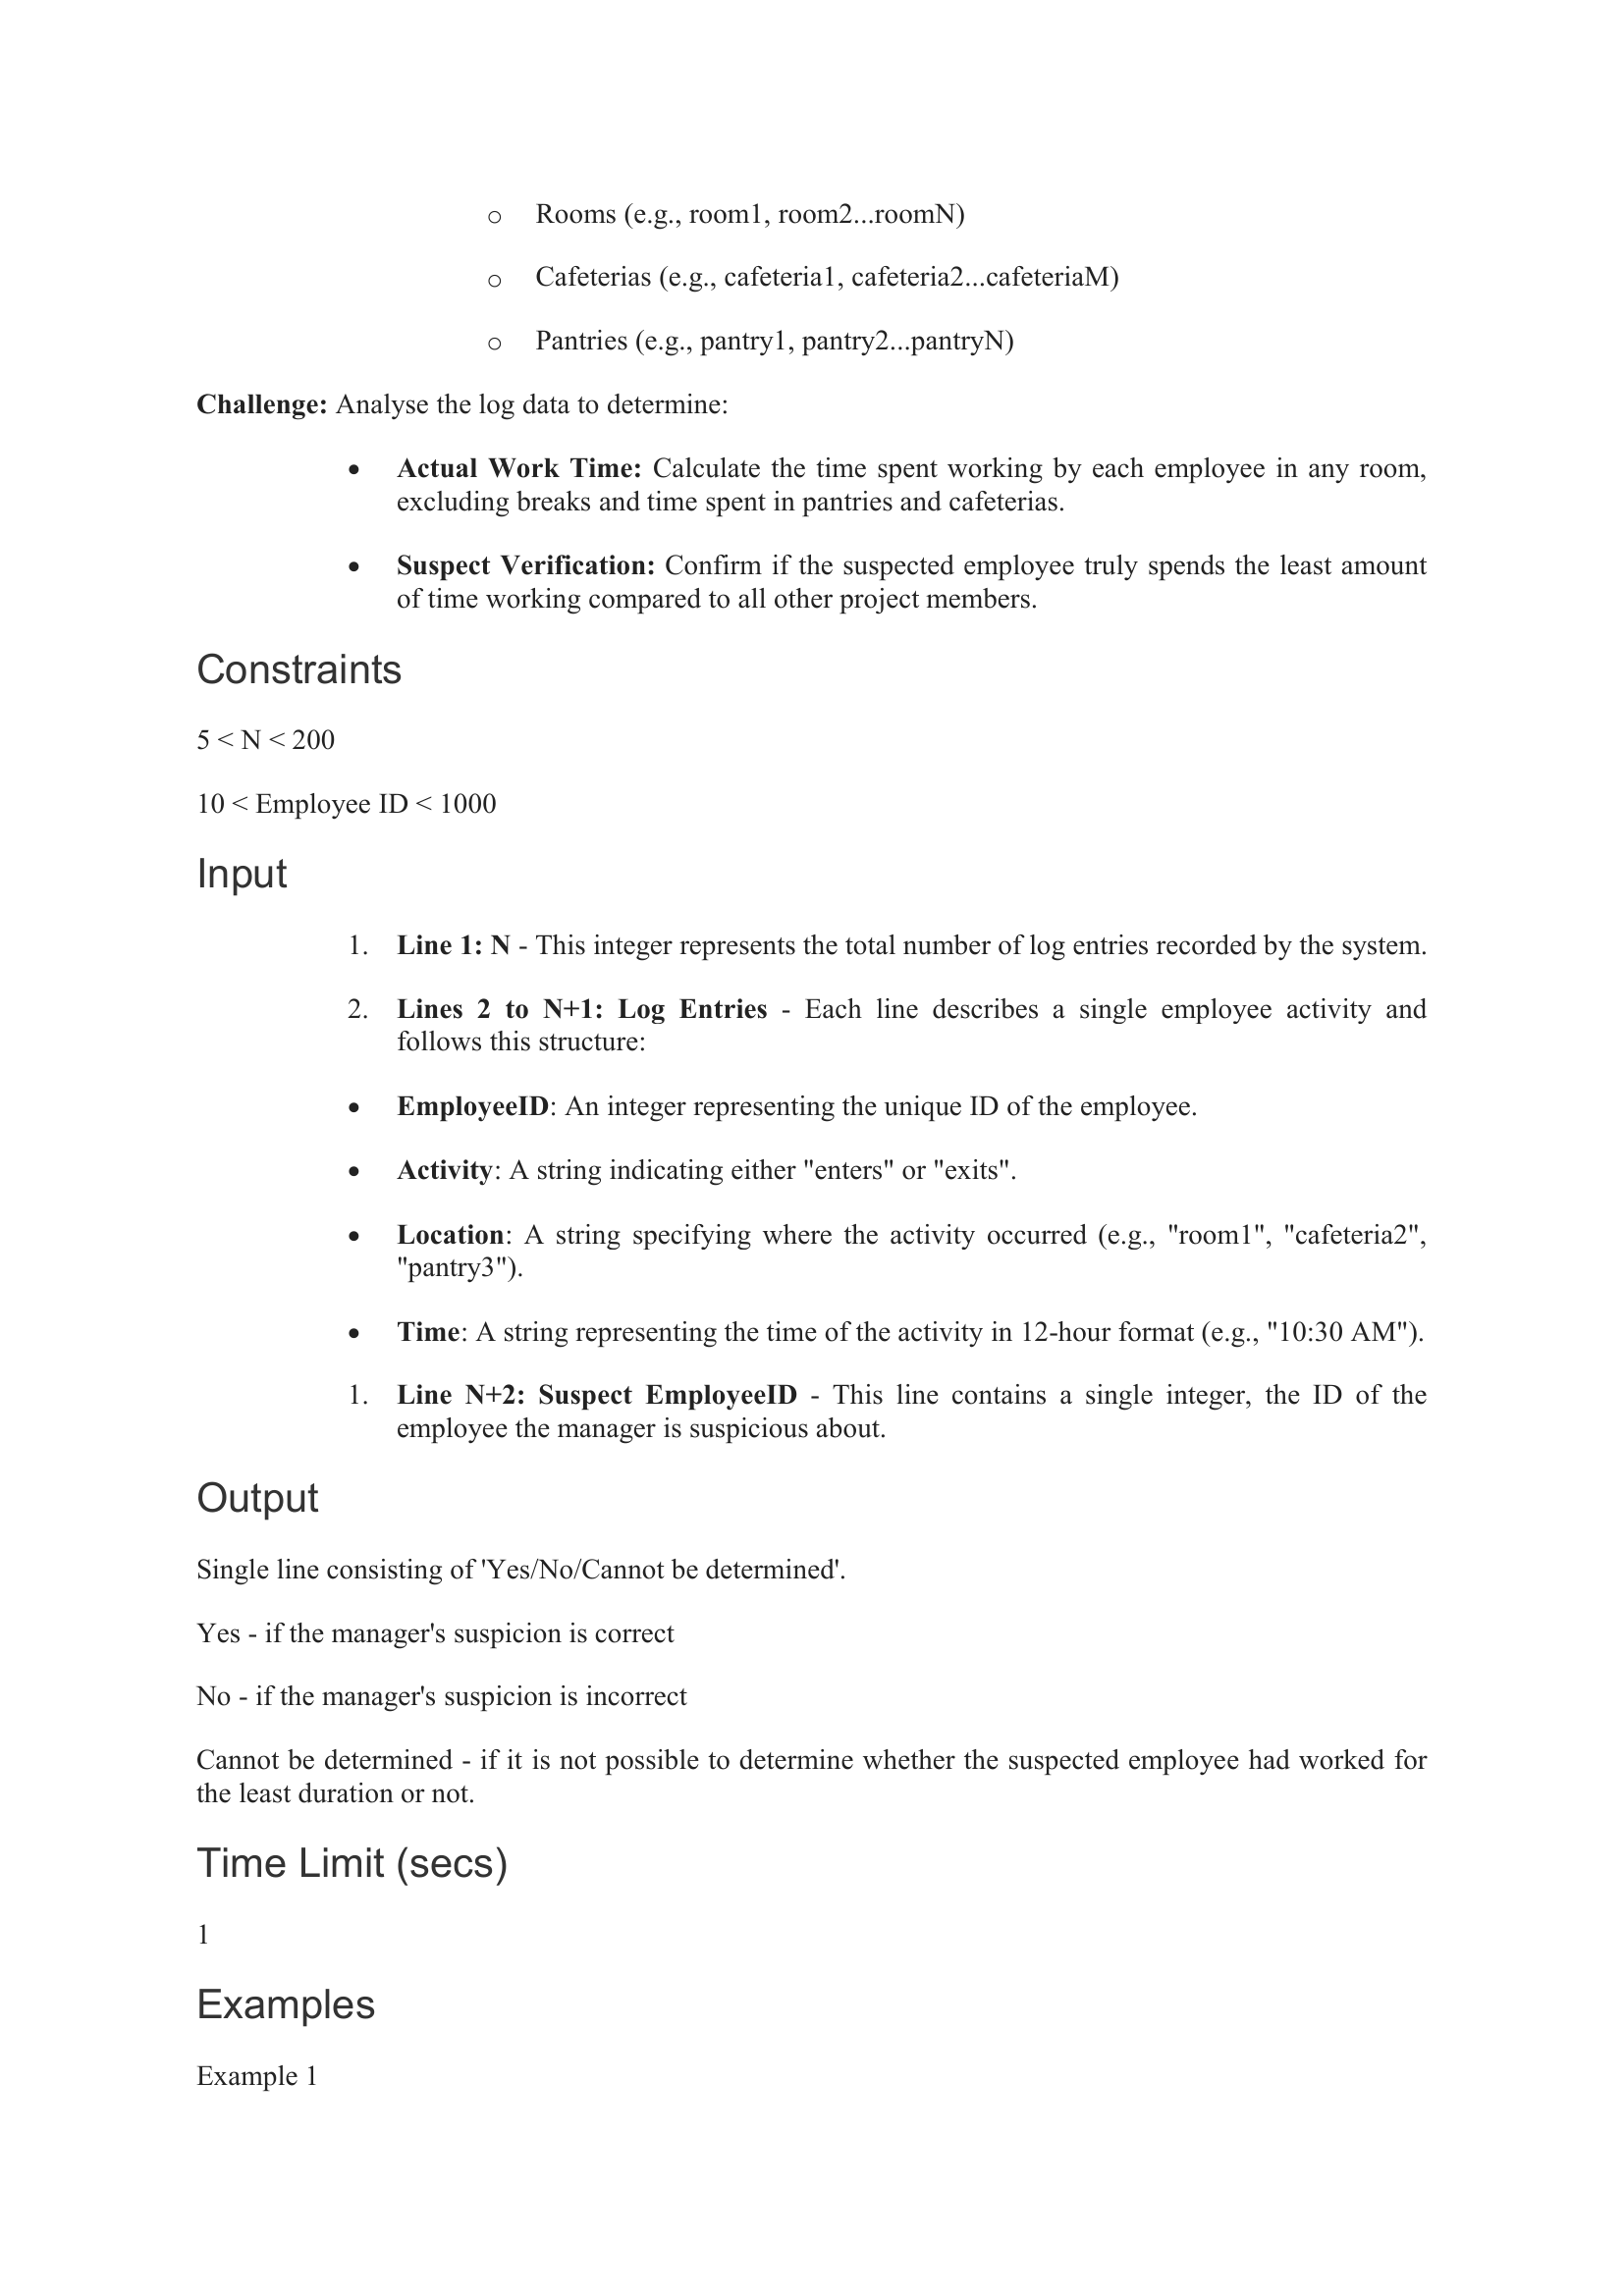 o Rooms (e.g., room1, room2...roomN)
o Cafeterias (e.g., cafeteria1, cafeteria2...cafeteriaM)
o Pantries (e.g., pantry1, pantry2...pantryN)
Challenge: Analyse the log data to determine:
• Actual Work Time: Calculate the time spent working by each employee in any room,
excluding breaks and time spent in pantries and cafeterias.
• Suspect Verification: Confirm if the suspected employee truly spends the least amount
of time working compared to all other project members.
Constraints
5 < N < 200
10 < Employee ID < 1000
Input
1. Line 1: N - This integer represents the total number of log entries recorded by the system.
2. Lines 2 to N+1: Log Entries - Each line describes a single employee activity and
follows this structure:
• EmployeeID: An integer representing the unique ID of the employee.
• Activity: A string indicating either "enters" or "exits".
• Location: A string specifying where the activity occurred (e.g., "room1", "cafeteria2",
"pantry3").
• Time: A string representing the time of the activity in 12-hour format (e.g., "10:30 AM").
1. Line N+2: Suspect EmployeeID - This line contains a single integer, the ID of the
employee the manager is suspicious about.
Output
Single line consisting of 'Yes/No/Cannot be determined'.
Yes - if the manager's suspicion is correct
No - if the manager's suspicion is incorrect
Cannot be determined - if it is not possible to determine whether the suspected employee had worked for
the least duration or not.
Time Limit (secs)
1
Examples
Example 1